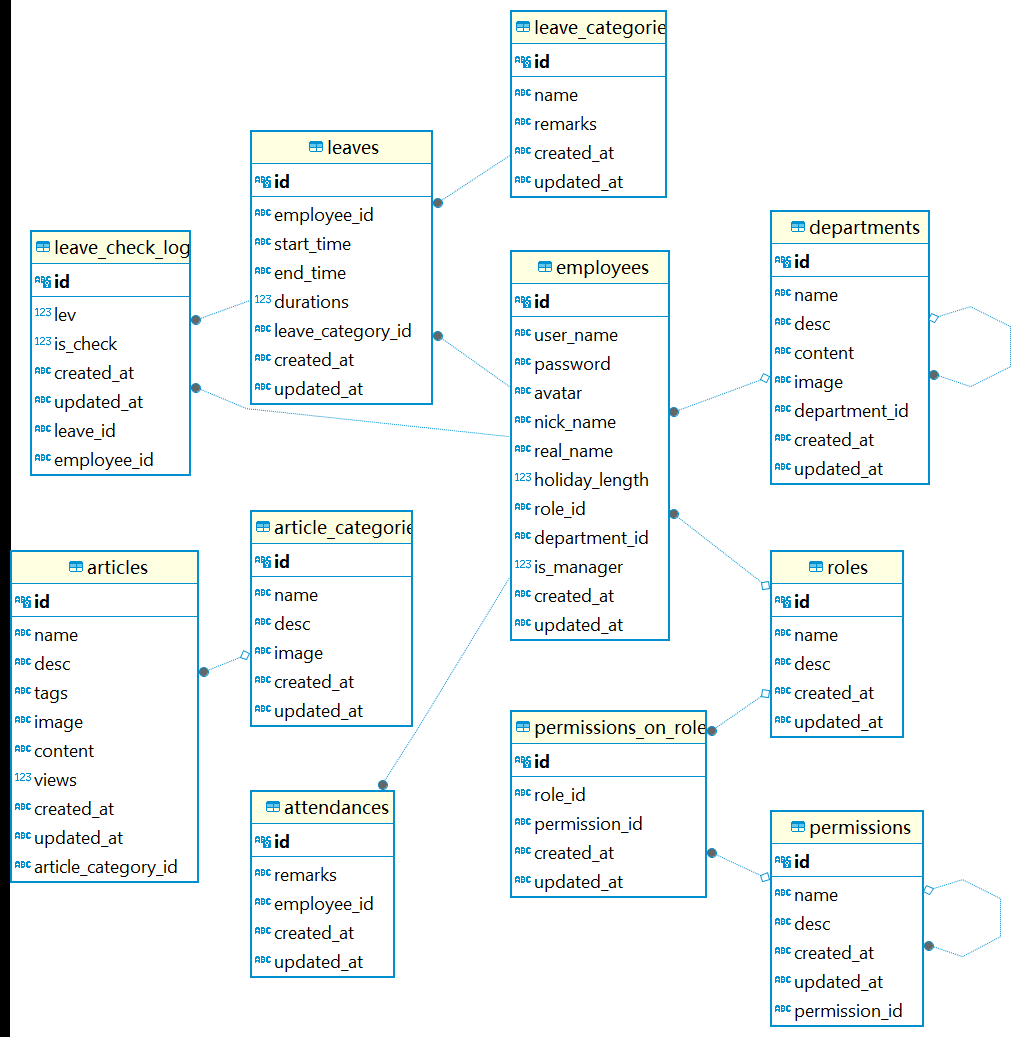 leave_categorie
id
name
remarks
created_at
updated_at
leaves
id
employee_id
start_time
end_time
durations
leave_category_id
created_at
updated_at
leave_check_log
id
lev
is_check
created_at
updated_at
leave_id
employee_id
employees
id
user_name
password
avatar
nick_name
real_name
holiday_length
role_id
department_id
is_manager
created_at
updated_at
departments
id
name
desc
content
image
department_id
created_at
updated_at
articles
id
name
desc
tags
image
content
views
created_at
updated_at
article_category_id
article_categorie
id
name
desc
image
created_at
updated_at
attendances
id
remarks
employee_id
created_at
updated_at
roles
id
name
desc
created_at
updated_at
permissions_on_role
id
role_id
permission_id
created_at
updated_at
permissions
id
name
desc
created_at
updated_at
permission_id